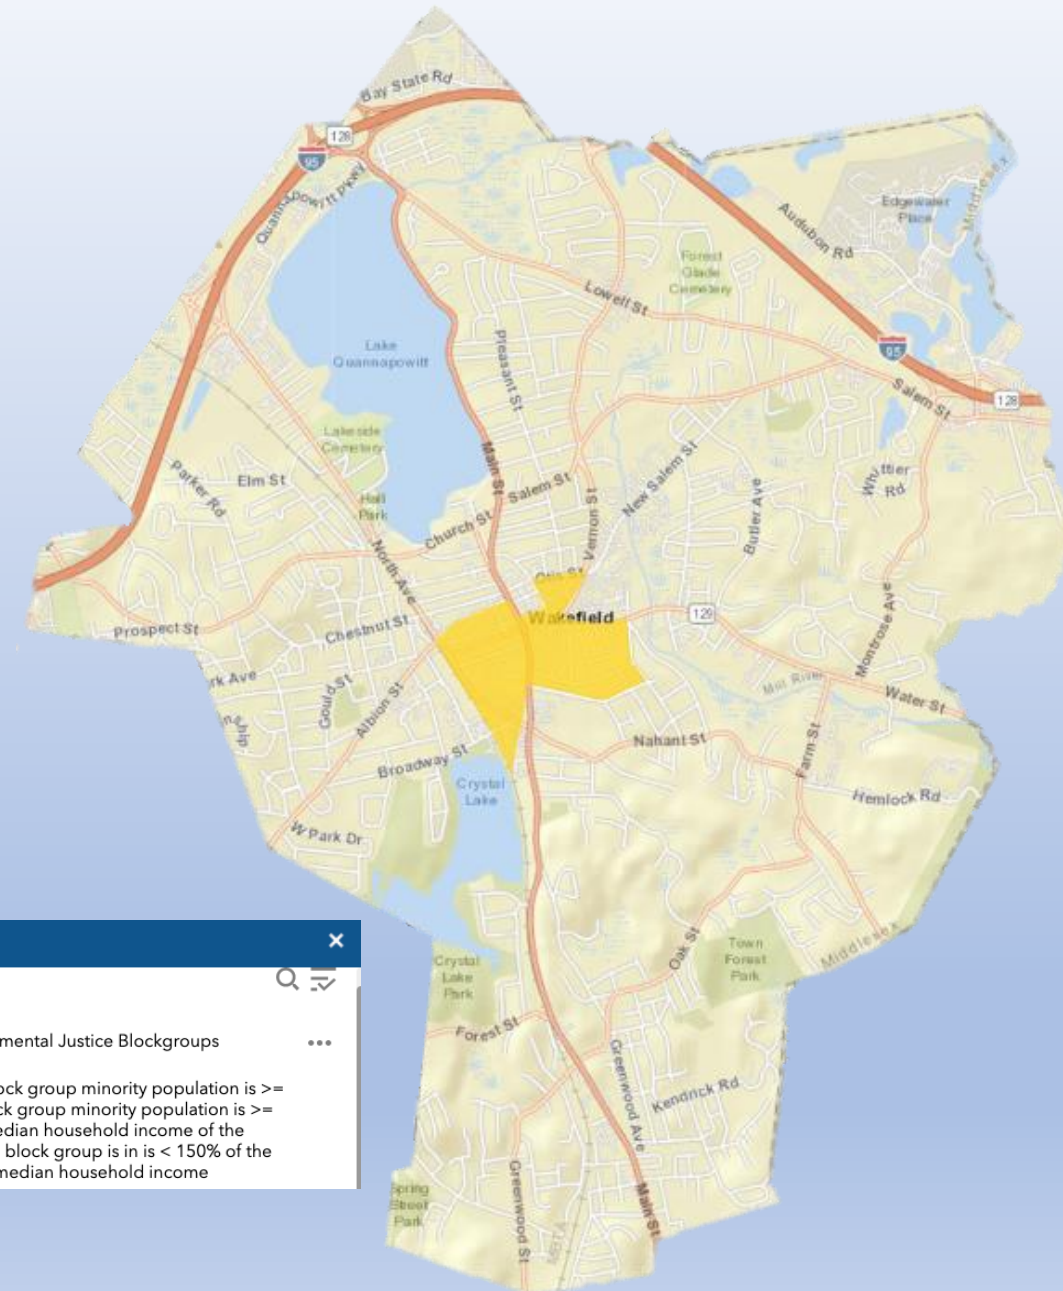 Bay State Rd
128
95
Quannapowitt Pkwy
Middlesex
Edgewater
Place
Audubon Rd
Forest
Glade
Cemetery
Lowell St
Lake
Quannapowitt
Pleasant St
95
Salem St
128
Lakeside
Cemetery
Main St
Parker Rd
Elm St
Hall
Park
Salem St
New Salem St
Whittier
Rd
Church St
Vernon St
Butler Ave
North Ave
Otis St
Wakefield
129
Prospect St
Chestnut St
Montrose Ave
rk Ave
Gould St
Albion St
Mill River
Water St
nship
Nahant St
Farm St
Broadway St
Crystal
Lake
Hemlock Rd
W Park Dr
Oak St
Town
Forest
Park
Middlesex
Crystal
Lake
Park
Forest St
mental Justice Blockgroups
ock group minority population is >=
ck group minority population is >=
edian household income of the
block group is in is < 150% of the
median household income
Greenwood Ave
Kendrick Rd
Spring
Street
Park
Greenwood St
Main St
MBTA